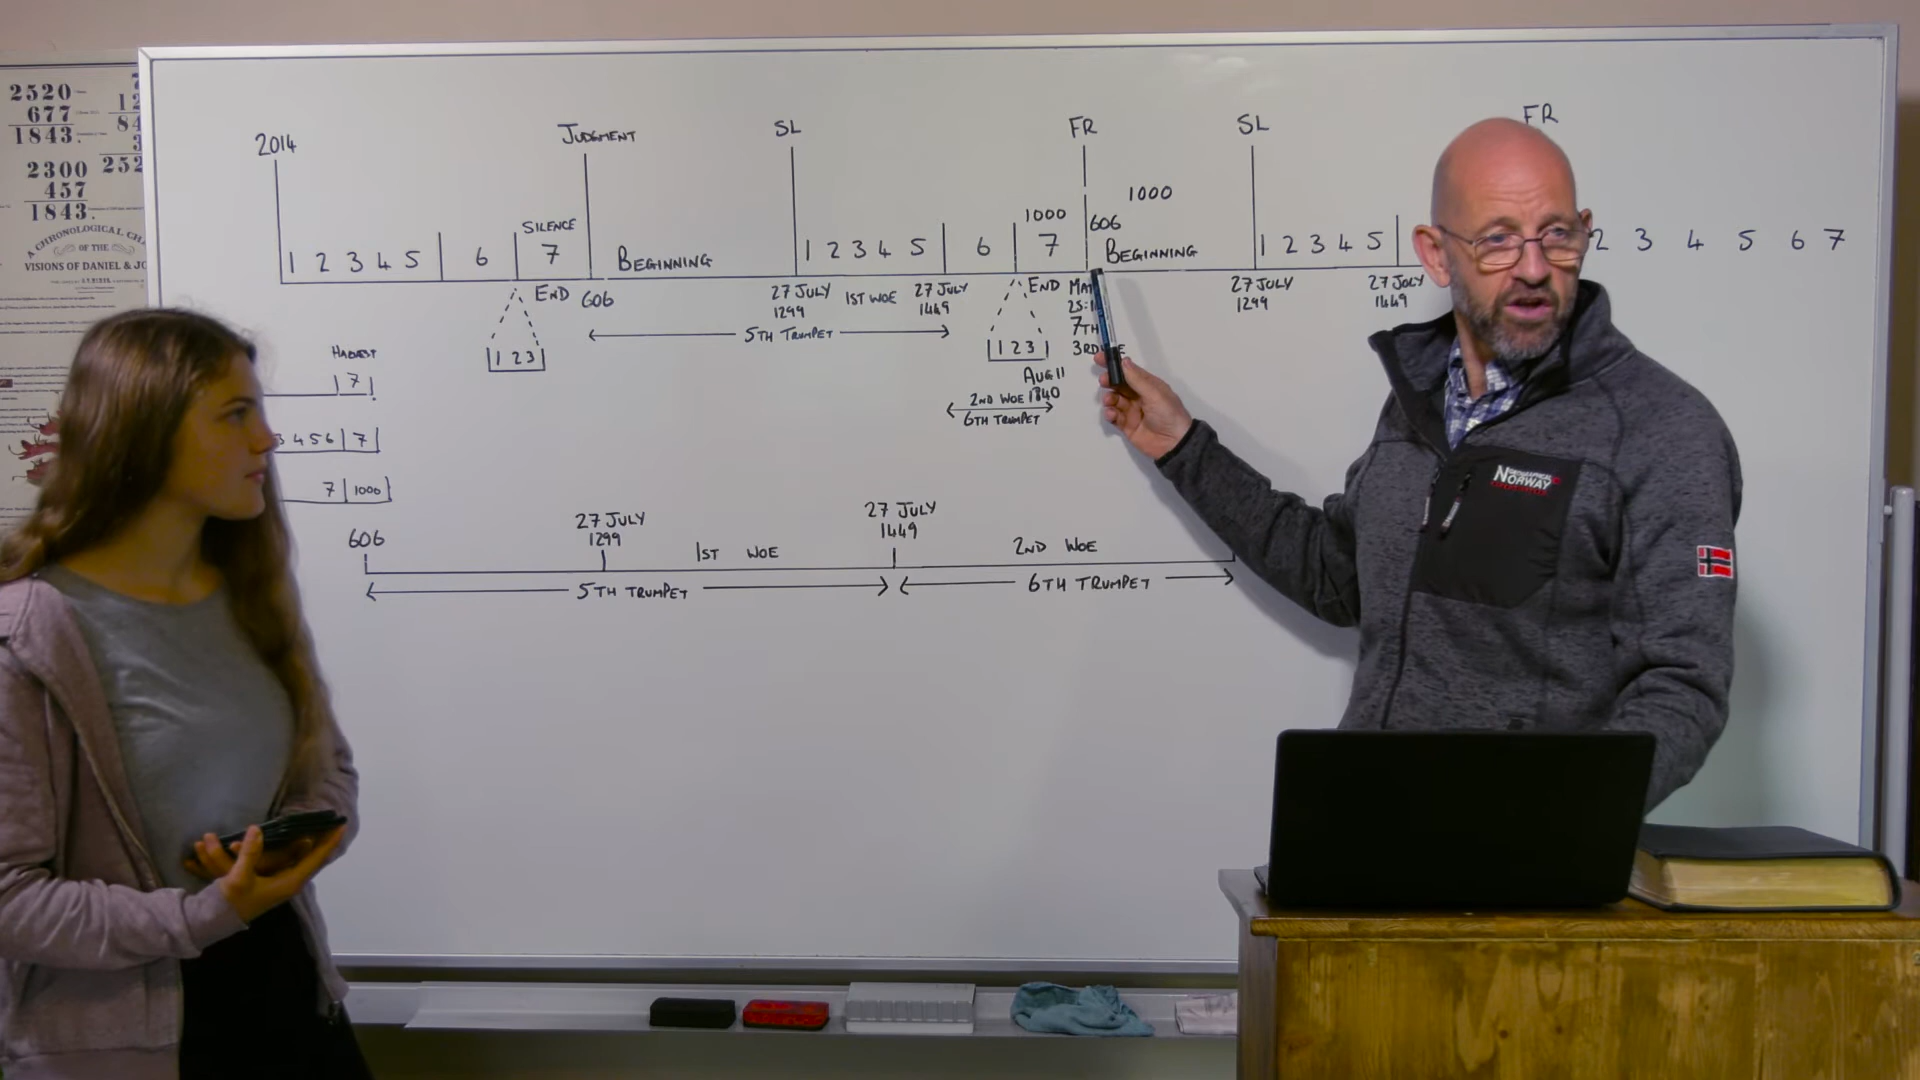 2520
677
1843.
2300
457
1843.
252
A CHRONOLOGICAL
OF THE
VISIONS OF DANIEL &
2014
JUDGMENT
SL
FR
SL
FR
SILENCE
1000
1000
606
1 2 3 4 5 6 7
BEGINNING
1 2 3 4 5 6 7
BEGINNING
1 2 3 4 5
2 3 4 5 6 7
END
606
27 JULY
1299
1ST WOE
27 JULY
1449
END
27 JULY
1299
27 JULY
1449
5TH TRUMPET
7TH
1 2 3
1 2 3
AUG 11
1840
2ND WOE
6TH TRUMPET
HARVEST
7
3 4 5 6 7
7 1000
606
27 JULY
1299
1ST WOE
27 JULY
1449
2ND WOE
5TH TRUMPET
6TH TRUMPET
GEOGRAPHICAL
NORWAY